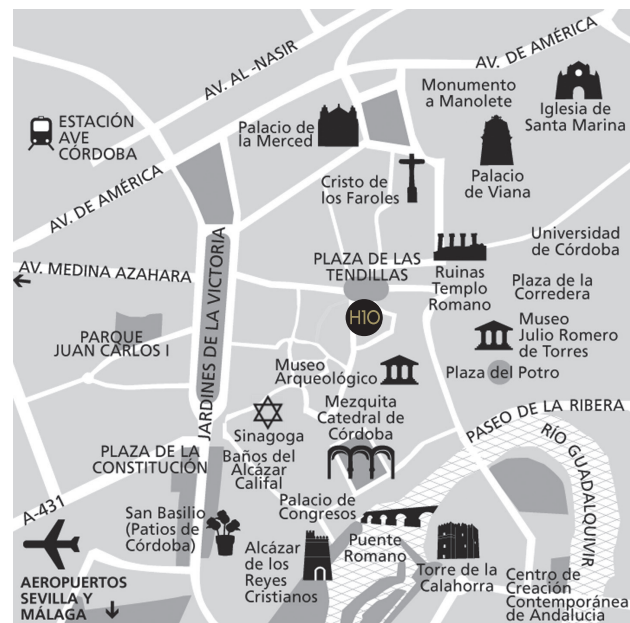 AV. AL -NASIR
AV. DE AMÉRICA
Monumento
a Manolete
Iglesia de
Santa Marina
ESTACIÓN
AVE
CÓRDOBA
Palacio de
la Merced
Cristo de
los Faroles
Palacio
de Viana
AV. DE AMÉRICA
Universidad
de Córdoba
PLAZA DE LAS
TENDILLAS
AV. MEDINA AZAHARA
JARDINES DE LA VICTORIA
Ruinas
Templo
Romano
Plaza de la
Corredera
H10
Museo
Julio Romero
de Torres
PARQUE
JUAN CARLOS I
Museo
Arqueológico
Plaza del Potro
Mezquita
Catedral de
Córdoba
PASEO DE LA RIBERA
Sinagoga
RÍO GUADALQUIVIR
PLAZA DE LA
CONSTITUCIÓN
Baños del
Alcázar
Califal
A-431
San Basilio
(Patios de
Córdoba)
Palacio de
Congresos
Alcázar
de los
Reyes
Cristianos
Puente
Romano
Torre de la
Calahorra
Centro de
Creación
Contemporánea
de Andalucia
AEROPUERTOS
SEVILLA Y
MÁLAGA